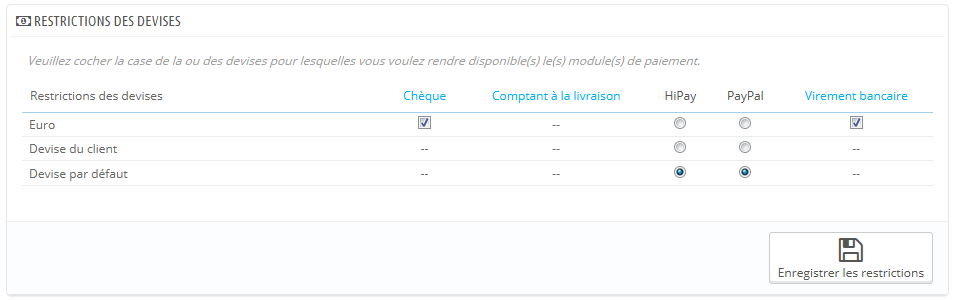 RESTRICTIONS DES DEVISES
Veuillez cocher la case de la ou des devises pour lesquelles vous voulez rendre disponible(s) le(s) module(s) de paiement.
Restrictions des devises Chèque Comptant à la livraison HiPay PayPal Virement bancaire
Euro --
Devise du client -- -- --
Devise par défaut -- -- --
Enregistrer les restrictions